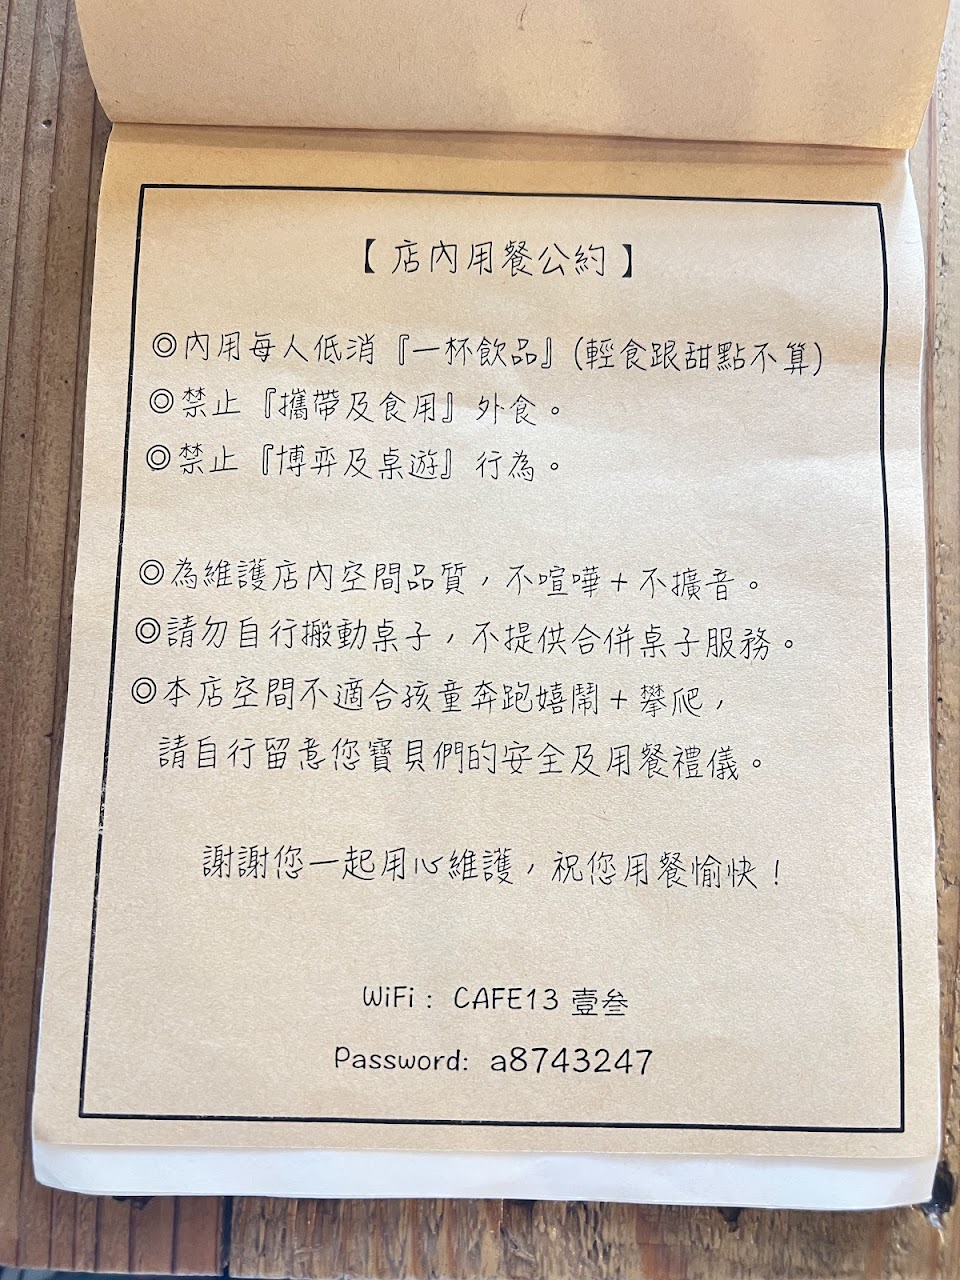 【店內用餐公約】
◎內用每人低消『一杯飲品』(輕食跟甜點不算)
◎禁止『攜帶及食用』外食。
◎禁止『博弈及桌遊』行為。
◎為維護店內空間品質，不喧嘩＋不擴音。
◎請勿自行搬動桌子，不提供合併桌子服務。
◎本店空間不適合孩童奔跑嬉鬧＋攀爬，
請自行留意您寶貝們的安全及用餐禮儀。
謝謝您一起用心維護，祝您用餐愉快！
WiFi： CAFE13 壹叁
Password: a8743247